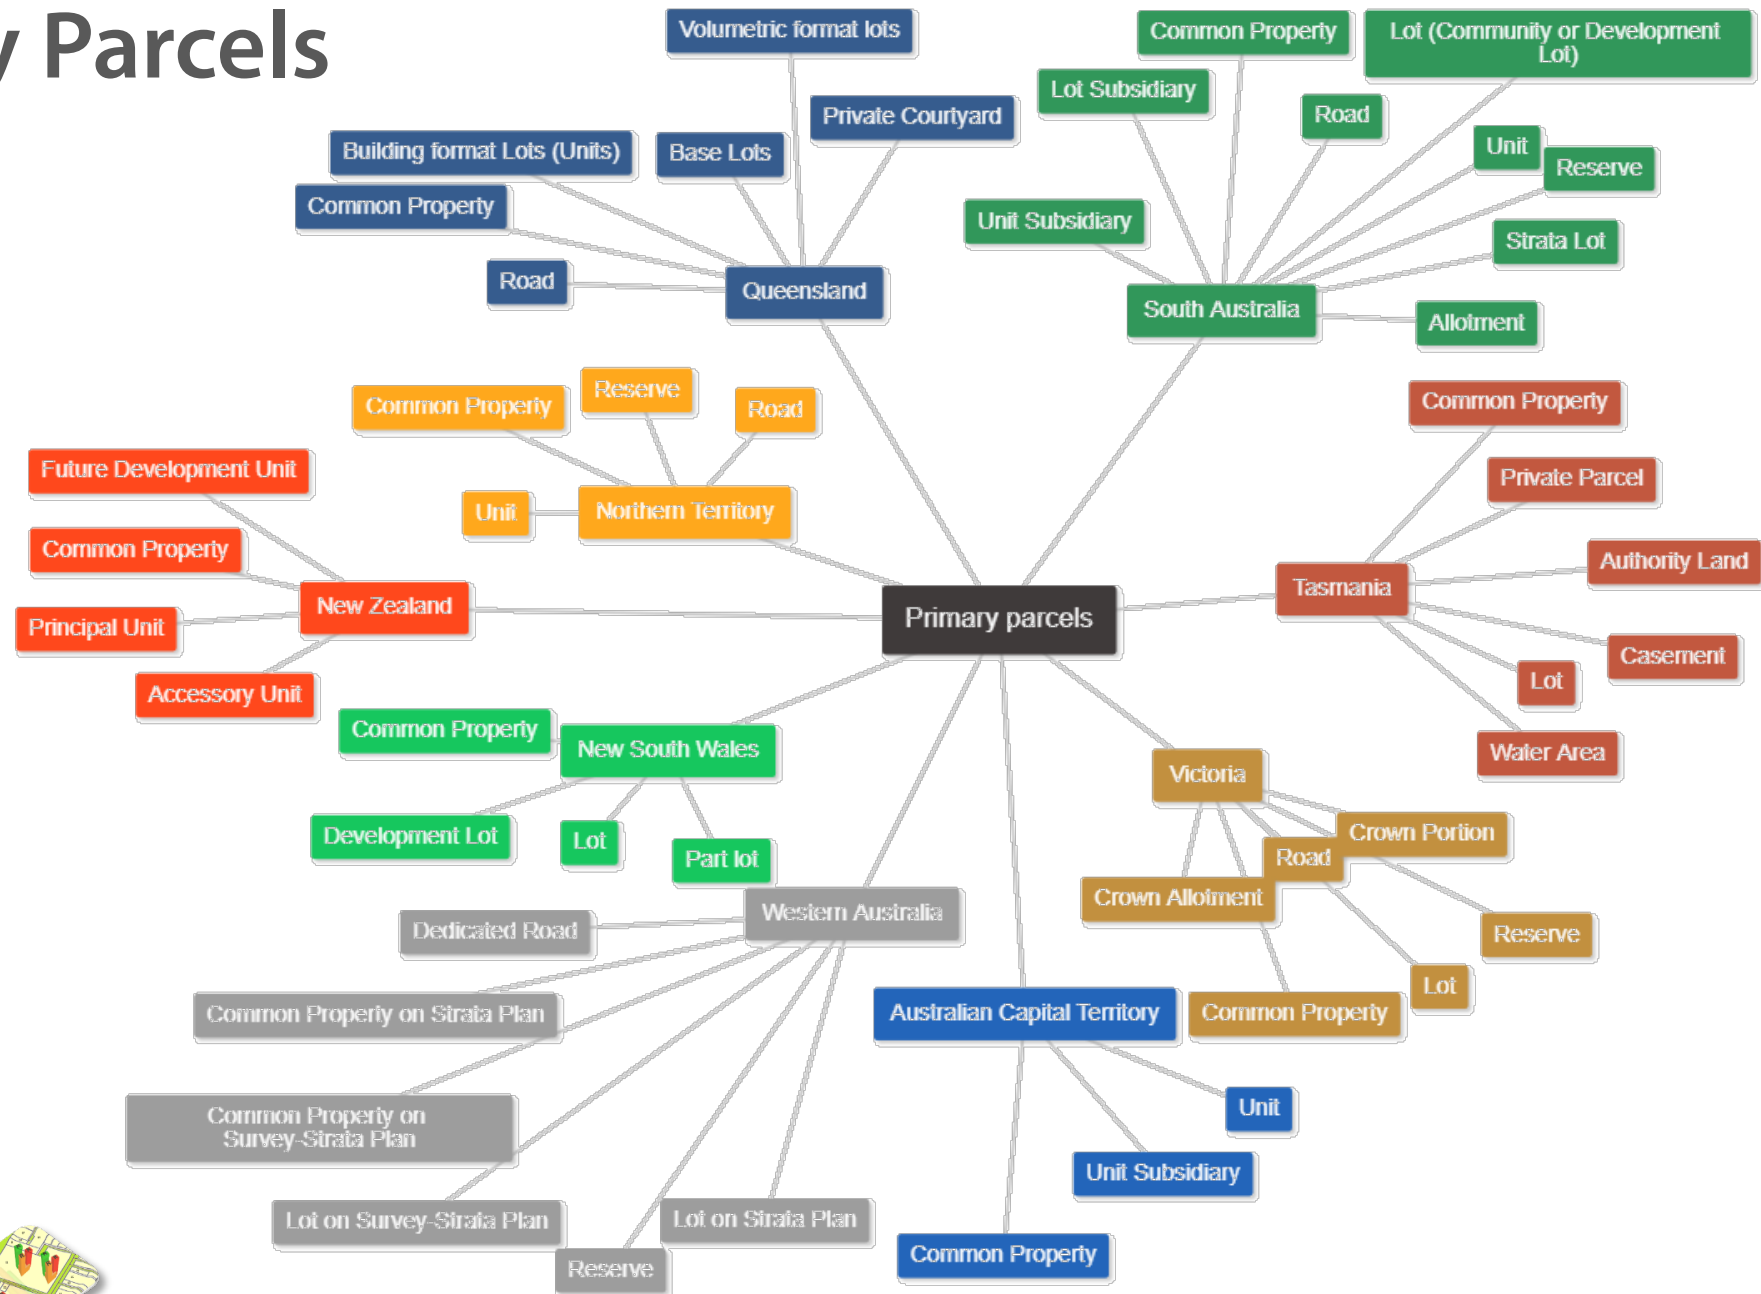 y Parcels
Volumetric format lots
Common Property
Lot (Community or Development
Lot)
Lot Subsidiary
Private Courtyard
Road
Building format Lots (Units)
Base Lots
Unit
Reserve
Common Property
Unit Subsidiary
Strata Lot
Road
Queensland
South Australia
Allotment
Common Property
Reserve
Road
Common Property
Future Development Unit
Private Parcel
Unit
Northern Territory
Common Property
Authority Land
New Zealand
Tasmania
Principal Unit
Primary parcels
Casement
Accessory Unit
Lot
Common Property
New South Wales
Water Area
Victoria
Development Lot
Lot
Part lot
Crown Portion
Road
Crown Allotment
Western Australia
Dedicated Road
Reserve
Common Property on Strata Plan
Australian Capital Territory
Common Property
Lot
Common Property on
Survey-Strata Plan
Unit
Unit Subsidiary
Lot on Survey-Strata Plan
Lot on Strata Plan
Reserve
Common Property